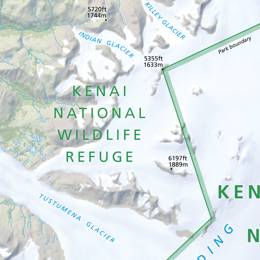 5720ft
1744m
KILLEY GLACIER
INDIAN GLACIER
Park boundary
5355ft
1633m
KENAI
NATIONAL
WILDLIFE
REFUGE
6197ft
1889m
KEN
TUSTUMENA GLACIER
DING
N